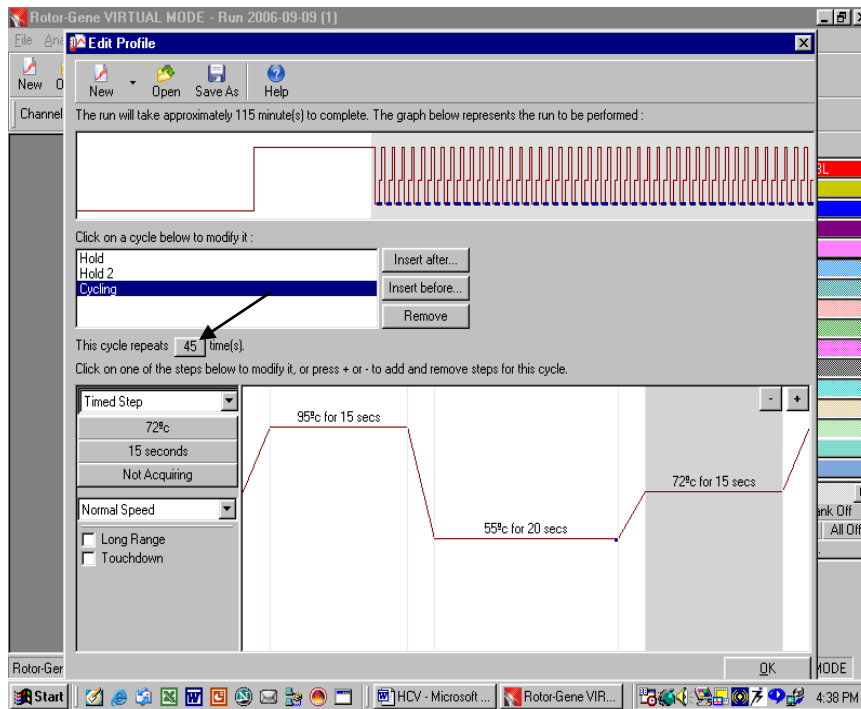 Rotor-Gene VIRTUAL MODE - Run 2006-09-09 (1)
File Ana
Edit Profile
New
New Open Save As Help
Channel
The run will take approximately 115 minute(s) to complete. The graph below represents the run to be performed :
Click on a cycle below to modify it :
Hold
Hold 2
Cycling
Insert after...
Insert before...
Remove
This cycle repeats 45 time(s).
Click on one of the steps below to modify it, or press + or - to add and remove steps for this cycle.
Timed Step
72ºc
15 seconds
Not Acquiring
Normal Speed
Long Range
Touchdown
- +
95ºc for 15 secs
55ºc for 20 secs
72ºc for 15 secs
OK
BL
ank Off
All Off
Rotor-Ger
MODE
Start
HCV - Microsoft ...
Rotor-Gene VIR...
4:38 PM